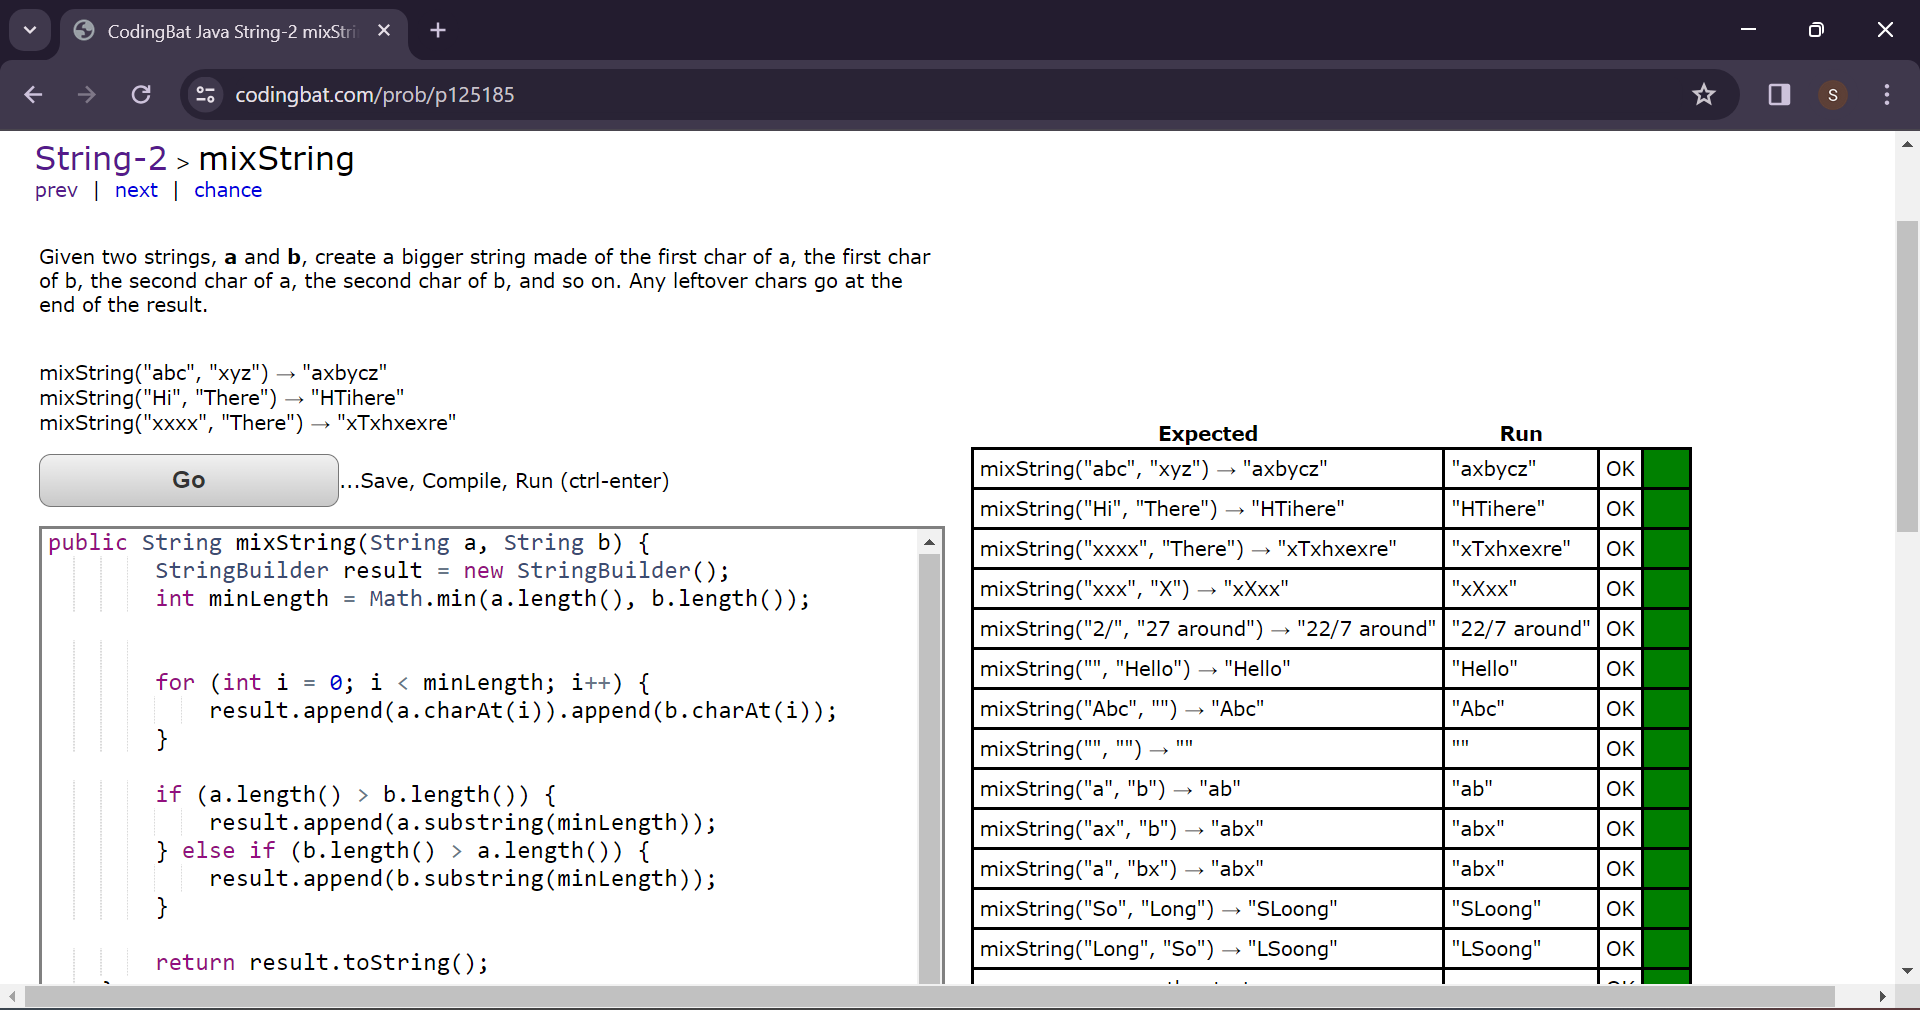 CodingBat Java String-2 mixStri
codingbat.com/prob/p125185
S
String-2 > mixString
prev | next | chance
Given two strings, a and b, create a bigger string made of the first char of a, the first char
of b, the second char of a, the second char of b, and so on. Any leftover chars go at the
end of the result.
mixString("abc", "xyz") → "axbycz"
mixString("Hi", "There") → "HTihere"
mixString("xxxx", "There") → "xTxhxexre"
Go ...Save, Compile, Run (ctrl-enter)
public String mixString(String a, String b) {
StringBuilder result = new StringBuilder();
int minLength = Math.min(a.length(), b.length());
for (int i = 0; i < minLength; i++) {
result.append(a.charAt(i)).append(b.charAt(i));
}
if (a.length() > b.length()) {
result.append(a.substring(minLength));
} else if (b.length() > a.length()) {
result.append(b.substring(minLength));
}
return result.toString();
Expected Run
mixString("abc", "xyz") → "axbycz" "axbycz" OK
mixString("Hi", "There") → "HTihere" "HTihere" OK
mixString("xxxx", "There") → "xTxhxexre" "xTxhxexre" OK
mixString("xxx", "X") → "xXxx" "xXxx" OK
mixString("2/", "27 around") → "22/7 around" "22/7 around" OK
mixString("", "Hello") → "Hello" "Hello" OK
mixString("Abc", "") → "Abc" "Abc" OK
mixString("", "") → "" "" OK
mixString("a", "b") → "ab" "ab" OK
mixString("ax", "b") → "abx" "abx" OK
mixString("a", "bx") → "abx" "abx" OK
mixString("So", "Long") → "SLoong" "SLoong" OK
mixString("Long", "So") → "LSoong" "LSoong" OK